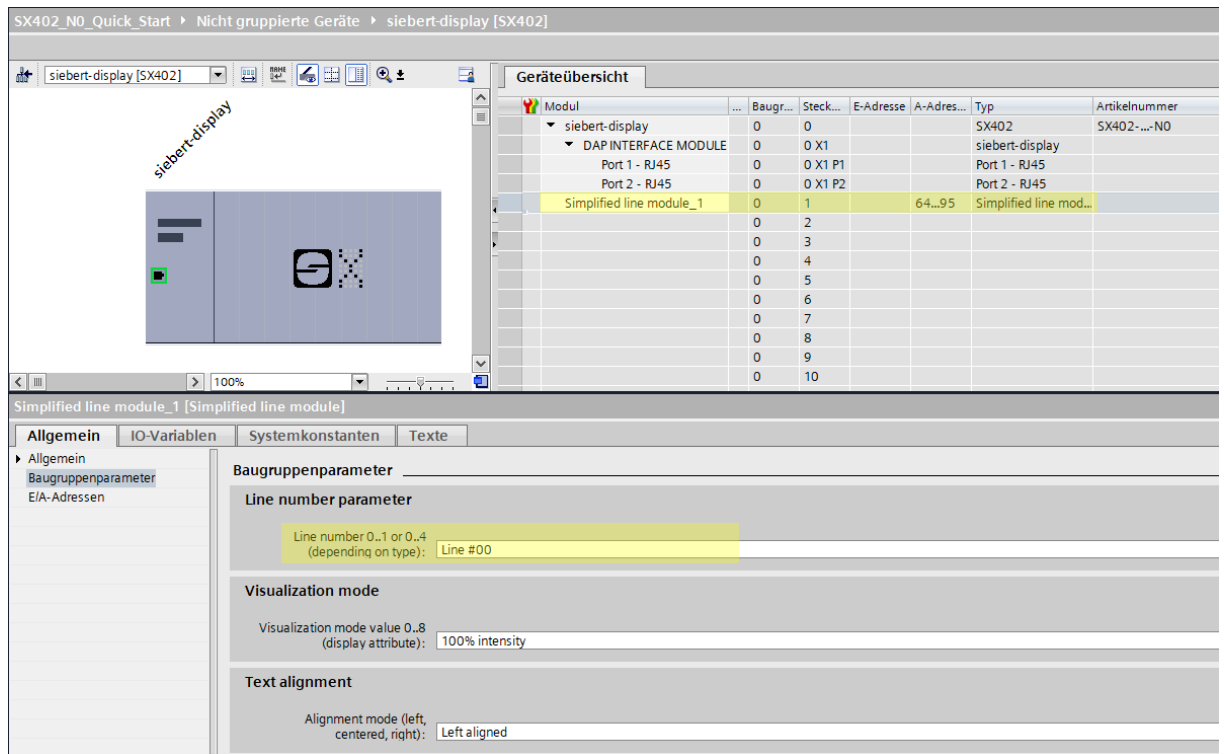 SX402_N0_Quick_Start ▸ Nicht gruppierte Geräte ▸ siebert-display [SX402]
siebert-display [SX402]
siebert-display
100%
Geräteübersicht
Modul ... Baugr... Steck... E-Adresse A-Adres... Typ Artikelnummer
siebert-display 0 0 SX402 SX402-...-N0
DAP INTERFACE MODULE 0 0 X1 siebert-display
Port 1 - RJ45 0 0 X1 P1 Port 1 - RJ45
Port 2 - RJ45 0 0 X1 P2 Port 2 - RJ45
Simplified line module_1 0 1 64...95 Simplified line mod...
0 2
0 3
0 4
0 5
0 6
0 7
0 8
0 9
0 10
Simplified line module_1 [Simplified line module]
Allgemein IO-Variablen Systemkonstanten Texte
Allgemein
Baugruppenparameter
E/A-Adressen
Baugruppenparameter
Line number parameter
Line number 0..1 or 0..4
(depending on type): Line #00
Visualization mode
Visualization mode value 0..8
(display attribute): 100% intensity
Text alignment
Alignment mode (left,
centered, right): Left aligned